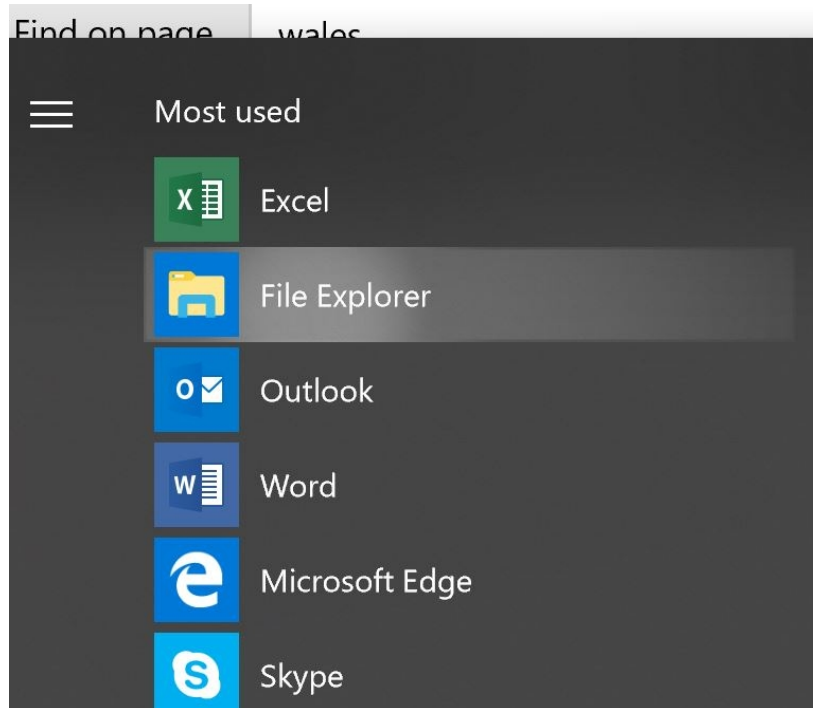 Find on page wales
Most used
Excel
File Explorer
Outlook
Word
Microsoft Edge
Skype